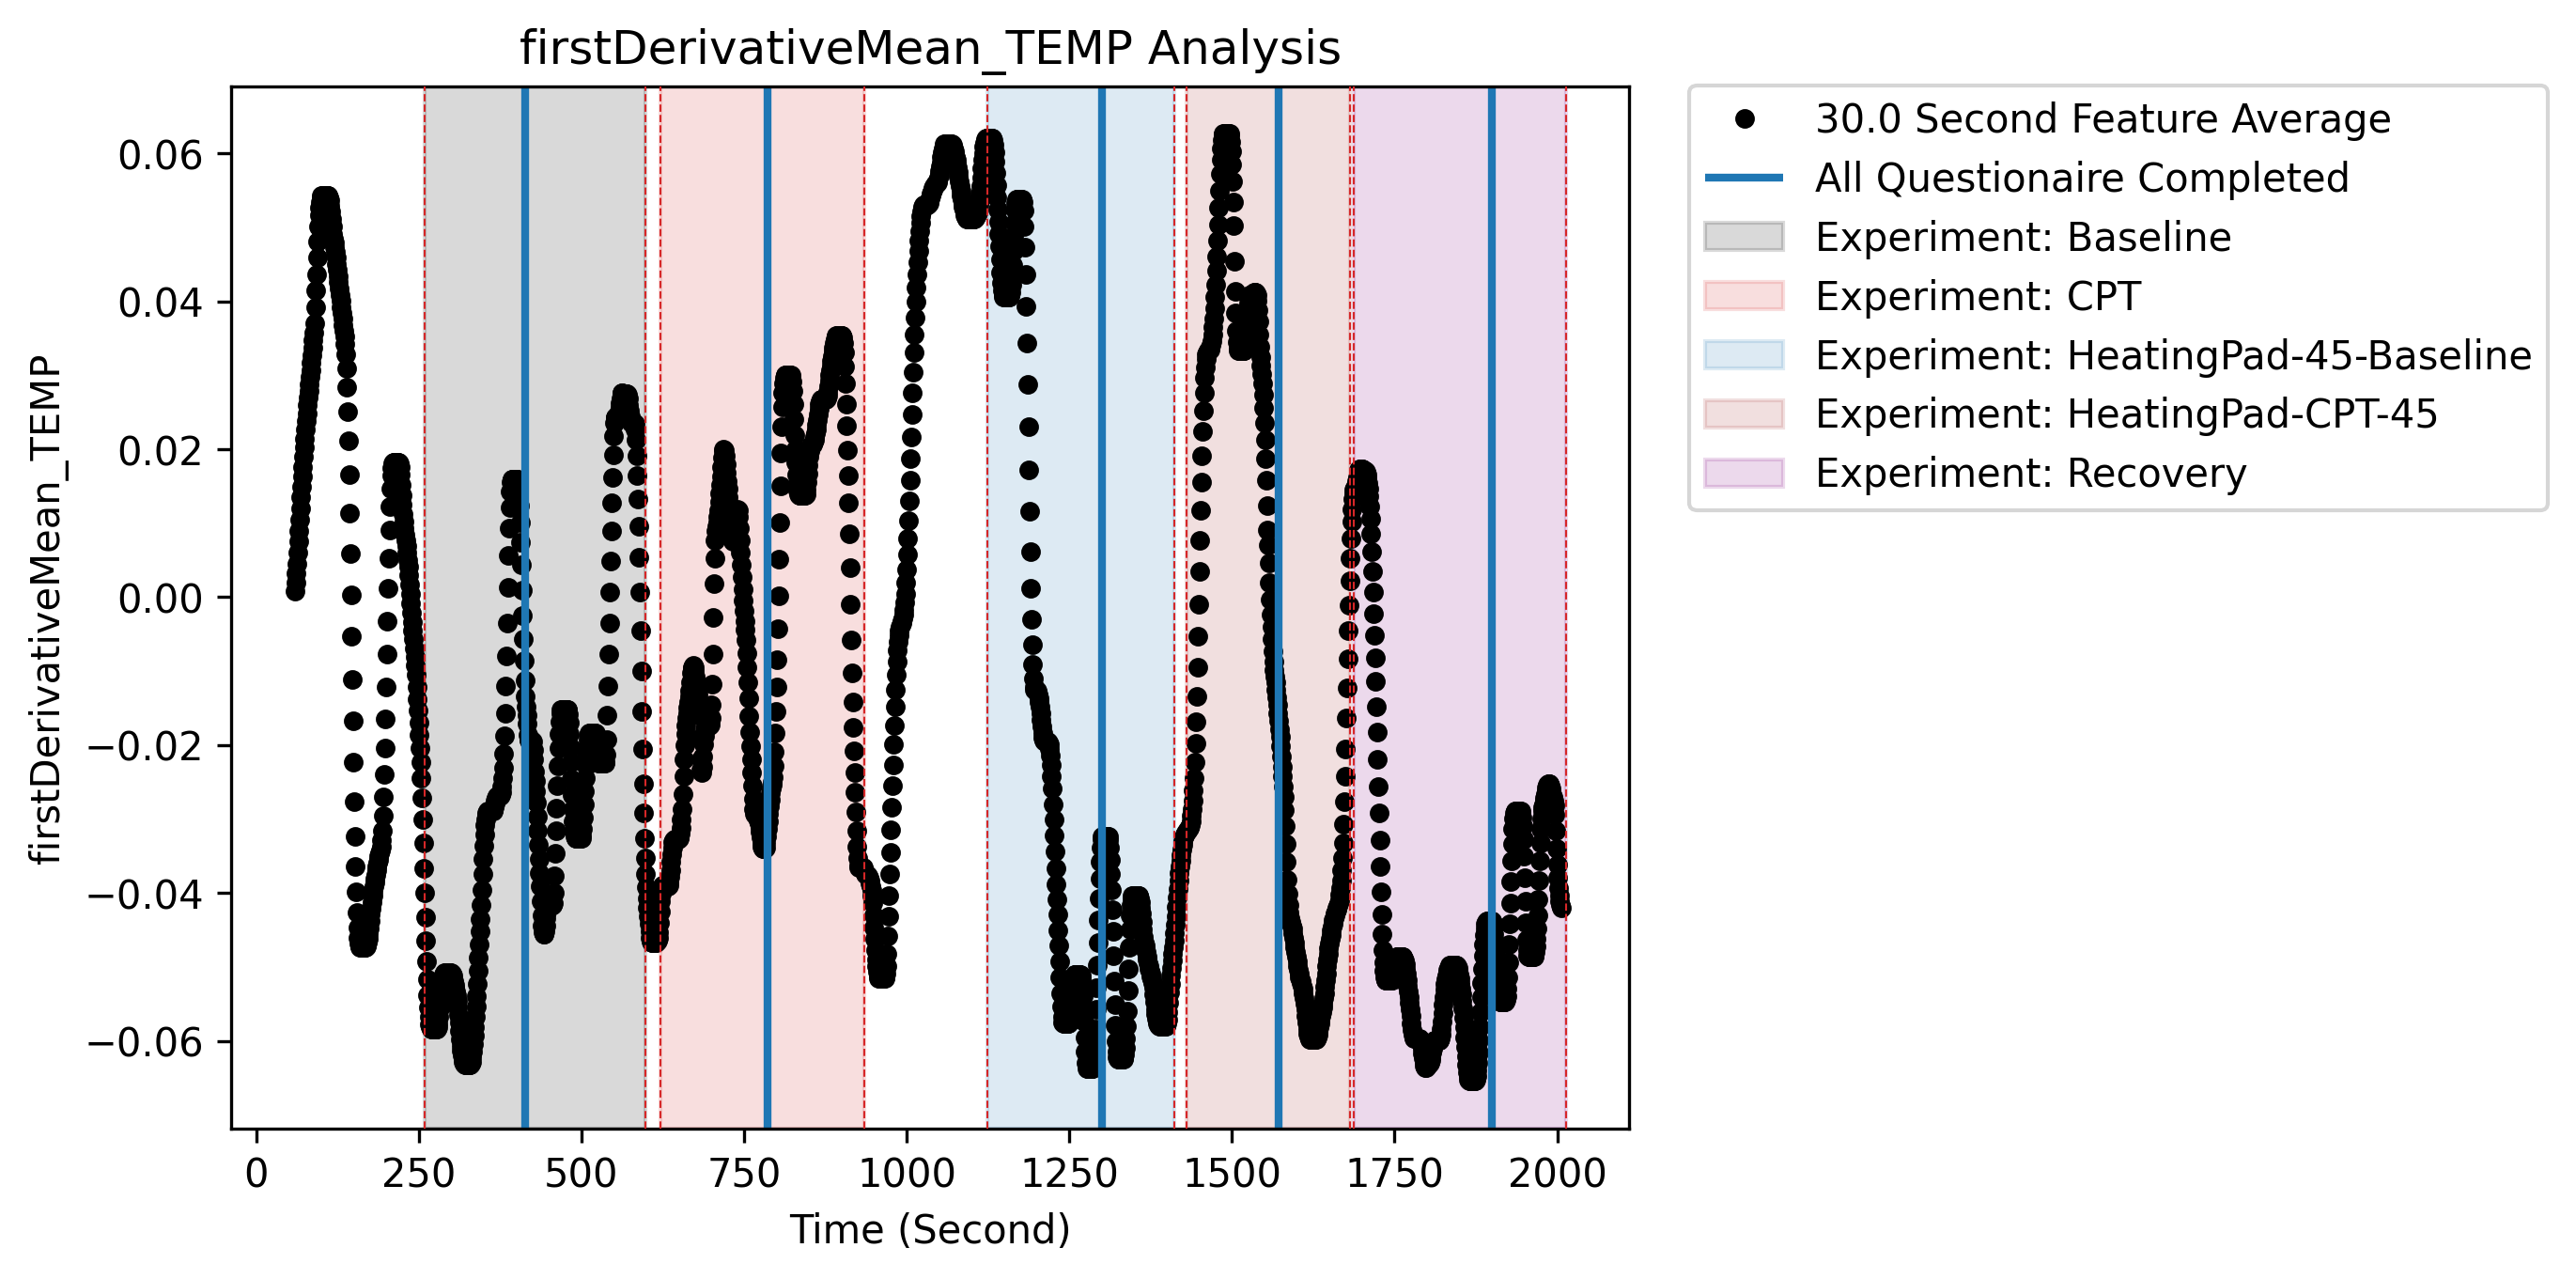 firstDerivativeMean_TEMP Analysis
firstDerivativeMean_TEMP
0.06
0.04
0.02
0.00
−0.02
−0.04
−0.06
0 250 500 750 1000 1250 1500 1750 2000
Time (Second)
30.0 Second Feature Average
All Questionaire Completed
Experiment: Baseline
Experiment: CPT
Experiment: HeatingPad-45-Baseline
Experiment: HeatingPad-CPT-45
Experiment: Recovery